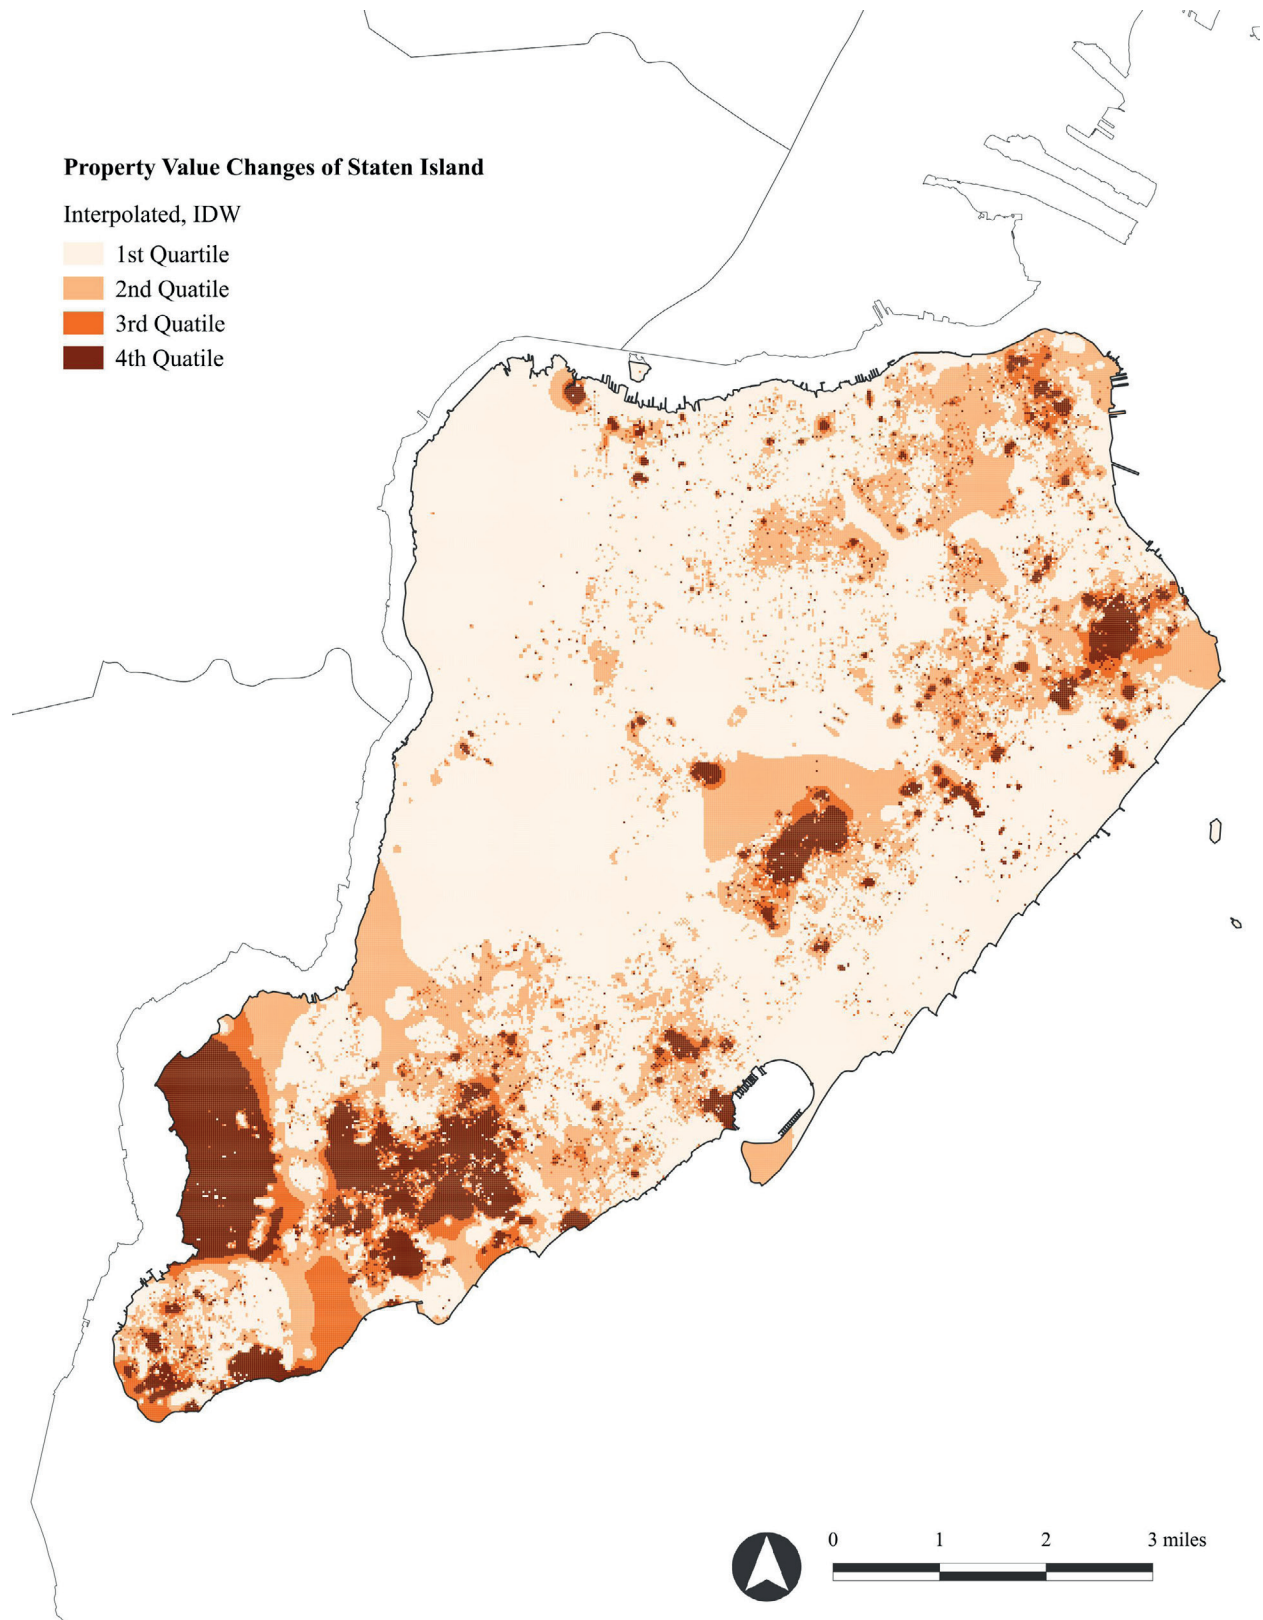 Property Value Changes of Staten Island
Interpolated, IDW
1st Quartile
2nd Quatile
3rd Quatile
4th Quatile
0 1 2 3 miles